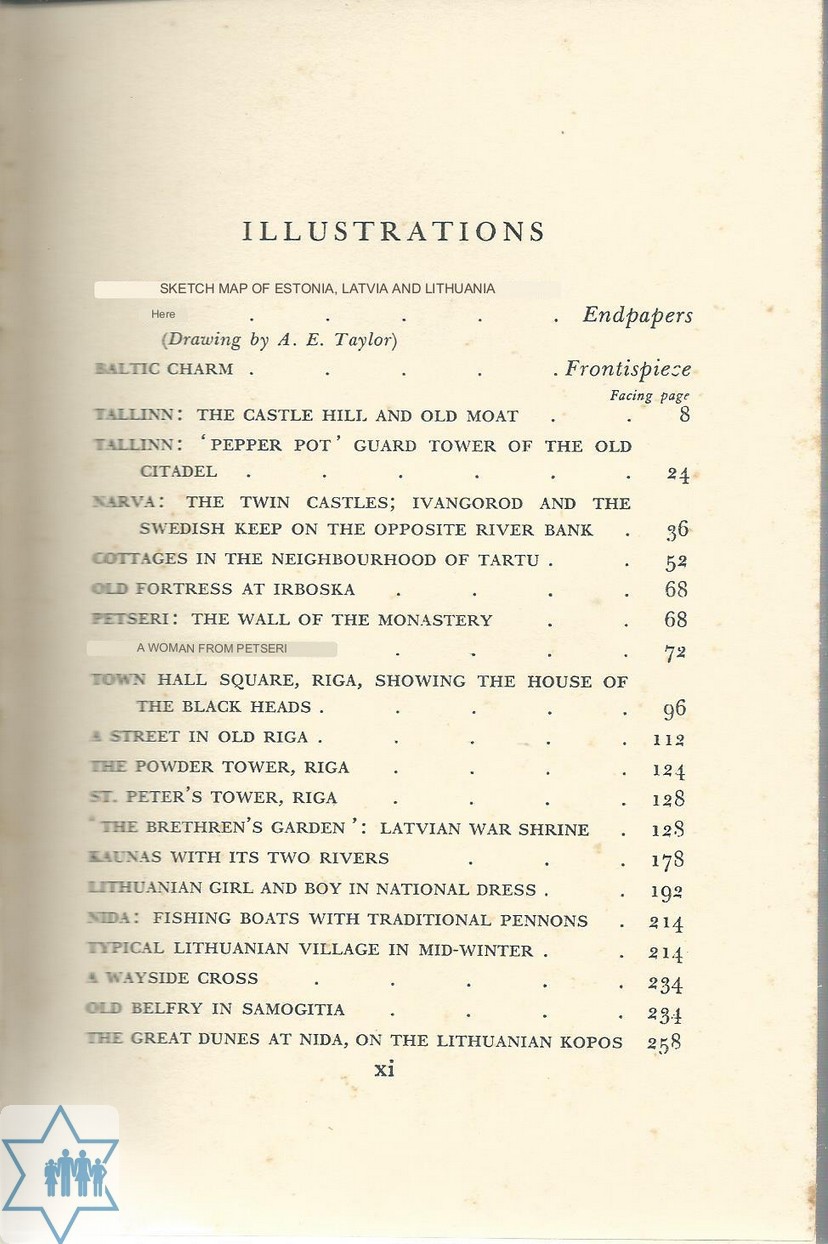 ILLUSTRATIONS
SKETCH MAP OF ESTONIA, LATVIA AND LITHUANIA
Here . . . . . Endpapers
(Drawing by A. E. Taylor)
BALTIC CHARM . . . . . Frontispiece
Facing page
TALLINN: THE CASTLE HILL AND OLD MOAT . . 8
TALLINN: 'PEPPER POT' GUARD TOWER OF THE OLD
CITADEL . . . . . . 24
NARVA: THE TWIN CASTLES; IVANGOROD AND THE
SWEDISH KEEP ON THE OPPOSITE RIVER BANK . 36
COTTAGES IN THE NEIGHBOURHOOD OF TARTU . . 52
OLD FORTRESS AT IRBOSKA . . . . 68
PETSERI: THE WALL OF THE MONASTERY . . 68
A WOMAN FROM PETSERI . . . . 72
TOWN HALL SQUARE, RIGA, SHOWING THE HOUSE OF
THE BLACK HEADS . . . . . 96
A STREET IN OLD RIGA . . . . . 112
THE POWDER TOWER, RIGA . . . . 124
ST. PETER'S TOWER, RIGA . . . . 128
'THE BRETHREN'S GARDEN': LATVIAN WAR SHRINE . 128
KAUNAS WITH ITS TWO RIVERS . . . 178
LITHUANIAN GIRL AND BOY IN NATIONAL DRESS . . 192
NIDA: FISHING BOATS WITH TRADITIONAL PENNONS . 214
TYPICAL LITHUANIAN VILLAGE IN MID-WINTER . . 214
A WAYSIDE CROSS . . . . . 234
OLD BELFRY IN SAMOGITIA . . . . 234
THE GREAT DUNES AT NIDA, ON THE LITHUANIAN KOPOS 258
xi